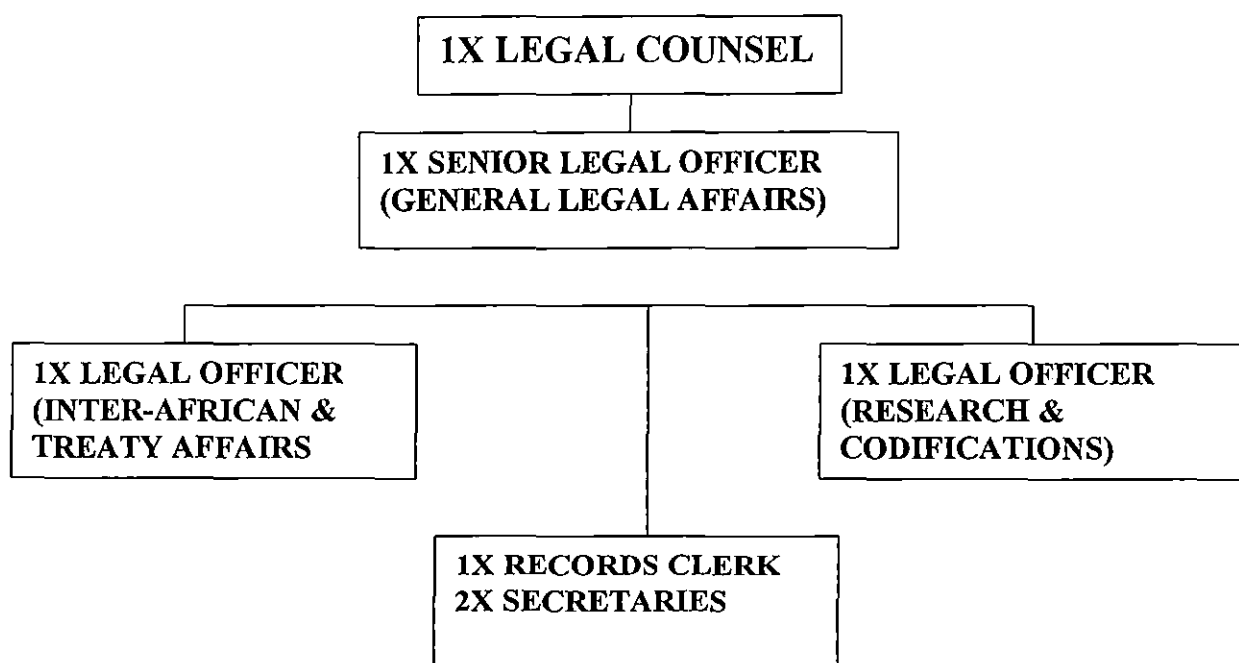 1X LEGAL COUNSEL
1X SENIOR LEGAL OFFICER
(GENERAL LEGAL AFFAIRS)
1X LEGAL OFFICER
(INTER-AFRICAN &
TREATY AFFAIRS
1X LEGAL OFFICER
(RESEARCH &
CODIFICATIONS)
1X RECORDS CLERK
2X SECRETARIES